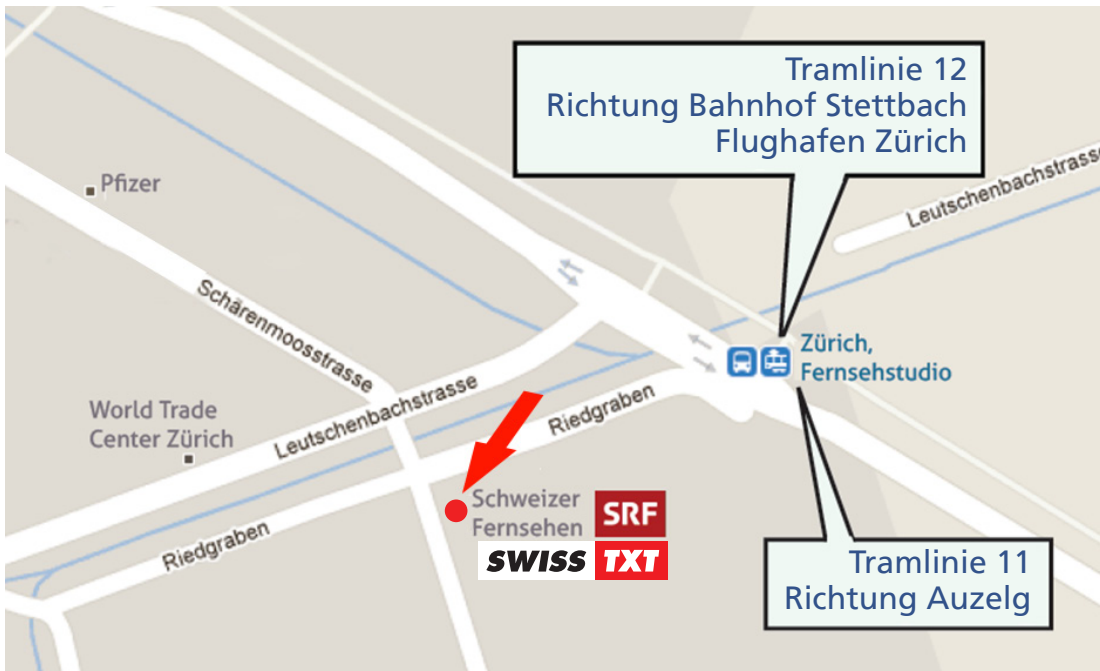 Tramlinie 12
Richtung Bahnhof Stettbach
Flughafen Zürich
Leutschenbachstrasse
Pfizer
Schärenmoosstrasse
Zürich,
Fernsehstudio
World Trade
Center Zürich
Leutschenbachstrasse
Riedgraben
Schweizer
Fernsehen
SRF
SWISS TXT
Riedgraben
Tramlinie 11
Richtung Auzelg